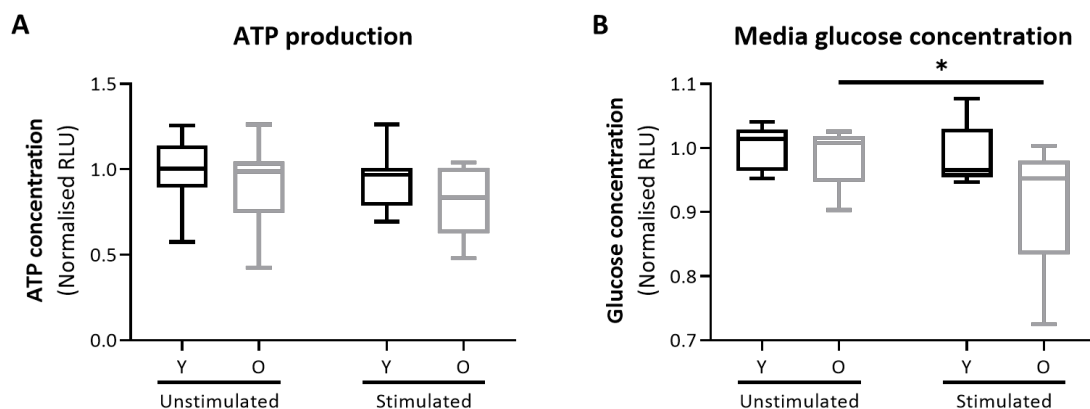 A
ATP production
ATP concentration
(Normalised RLU)
1.5
1.0
0.5
0.0
Y
O
Y
O
Unstimulated
Stimulated
B
Media glucose concentration
*
Glucose concentration
(Normalised RLU)
1.1
1.0
0.9
0.8
0.7
Y
O
Y
O
Unstimulated
Stimulated